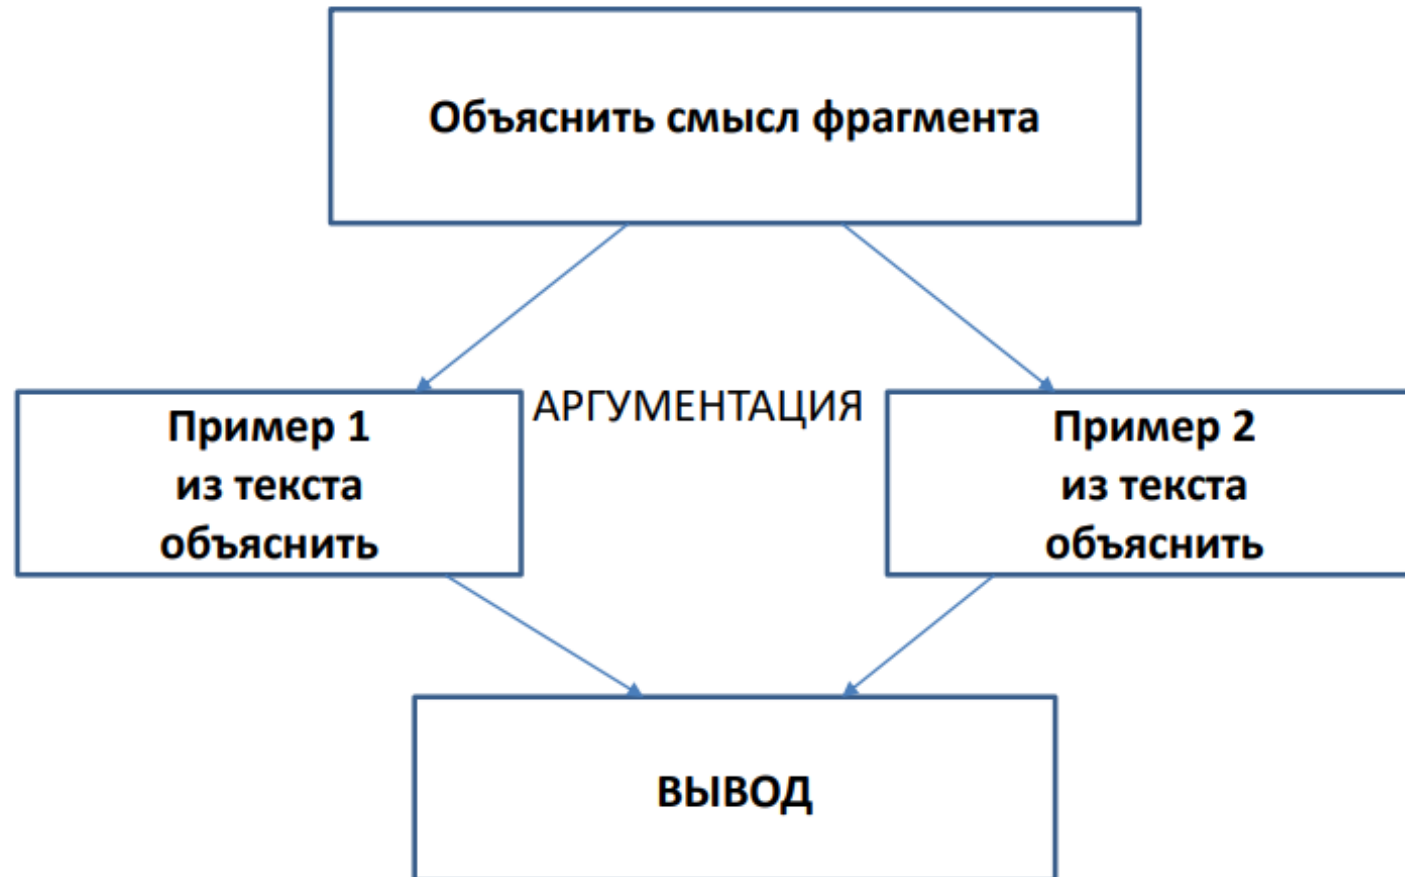 Объяснить смысл фрагмента
АРГУМЕНТАЦИЯ
Пример 1
из текста
объяснить
Пример 2
из текста
объяснить
ВЫВОД